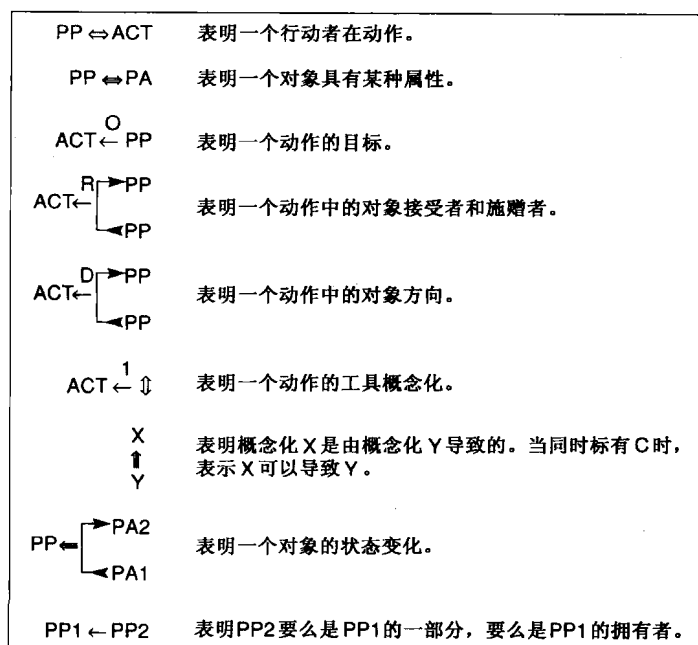 PP ⇔ ACT 表明一个行动者在动作。
PP ⇔ PA 表明一个对象具有某种属性。
O
ACT ← PP 表明一个动作的目标。
R PP
ACT ← 表明一个动作中的对象接受者和施赠者。
PP
D PP
ACT ← 表明一个动作中的对象方向。
PP
1
ACT ← ⇕ 表明一个动作的工具概念化。
X 表明概念化 X 是由概念化 Y 导致的。当同时标有 C 时,
⇑ 表示 X 可以导致 Y。
Y
PA2
PP ⇐ 表明一个对象的状态变化。
PA1
PP1 ← PP2 表明PP2要么是PP1的一部分，要么是PP1的拥有者。